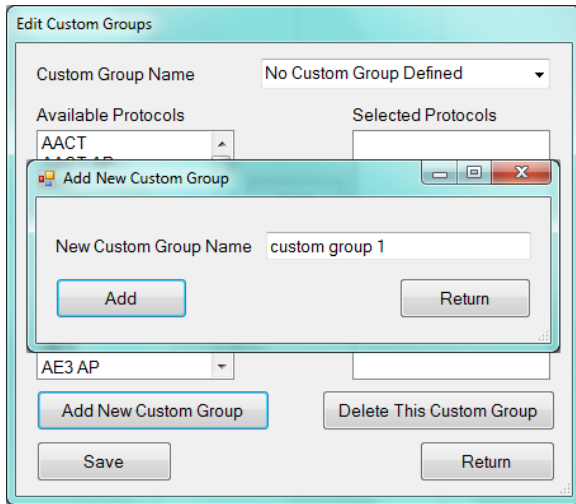 Edit Custom Groups
Custom Group Name No Custom Group Defined
Available Protocols Selected Protocols
AACT
Add New Custom Group
New Custom Group Name custom group 1
Add Return
AE3 AP
Add New Custom Group Delete This Custom Group
Save Return